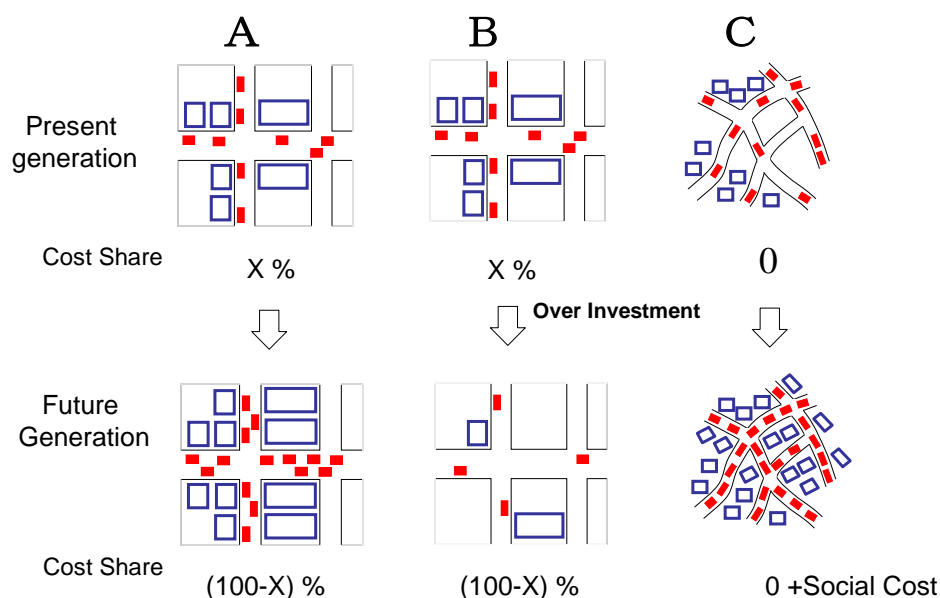 A B C
Present
generation
Cost Share
X % X % 0
Over Investment
Future
Generation
Cost Share
(100-X) % (100-X) % 0 +Social Cost